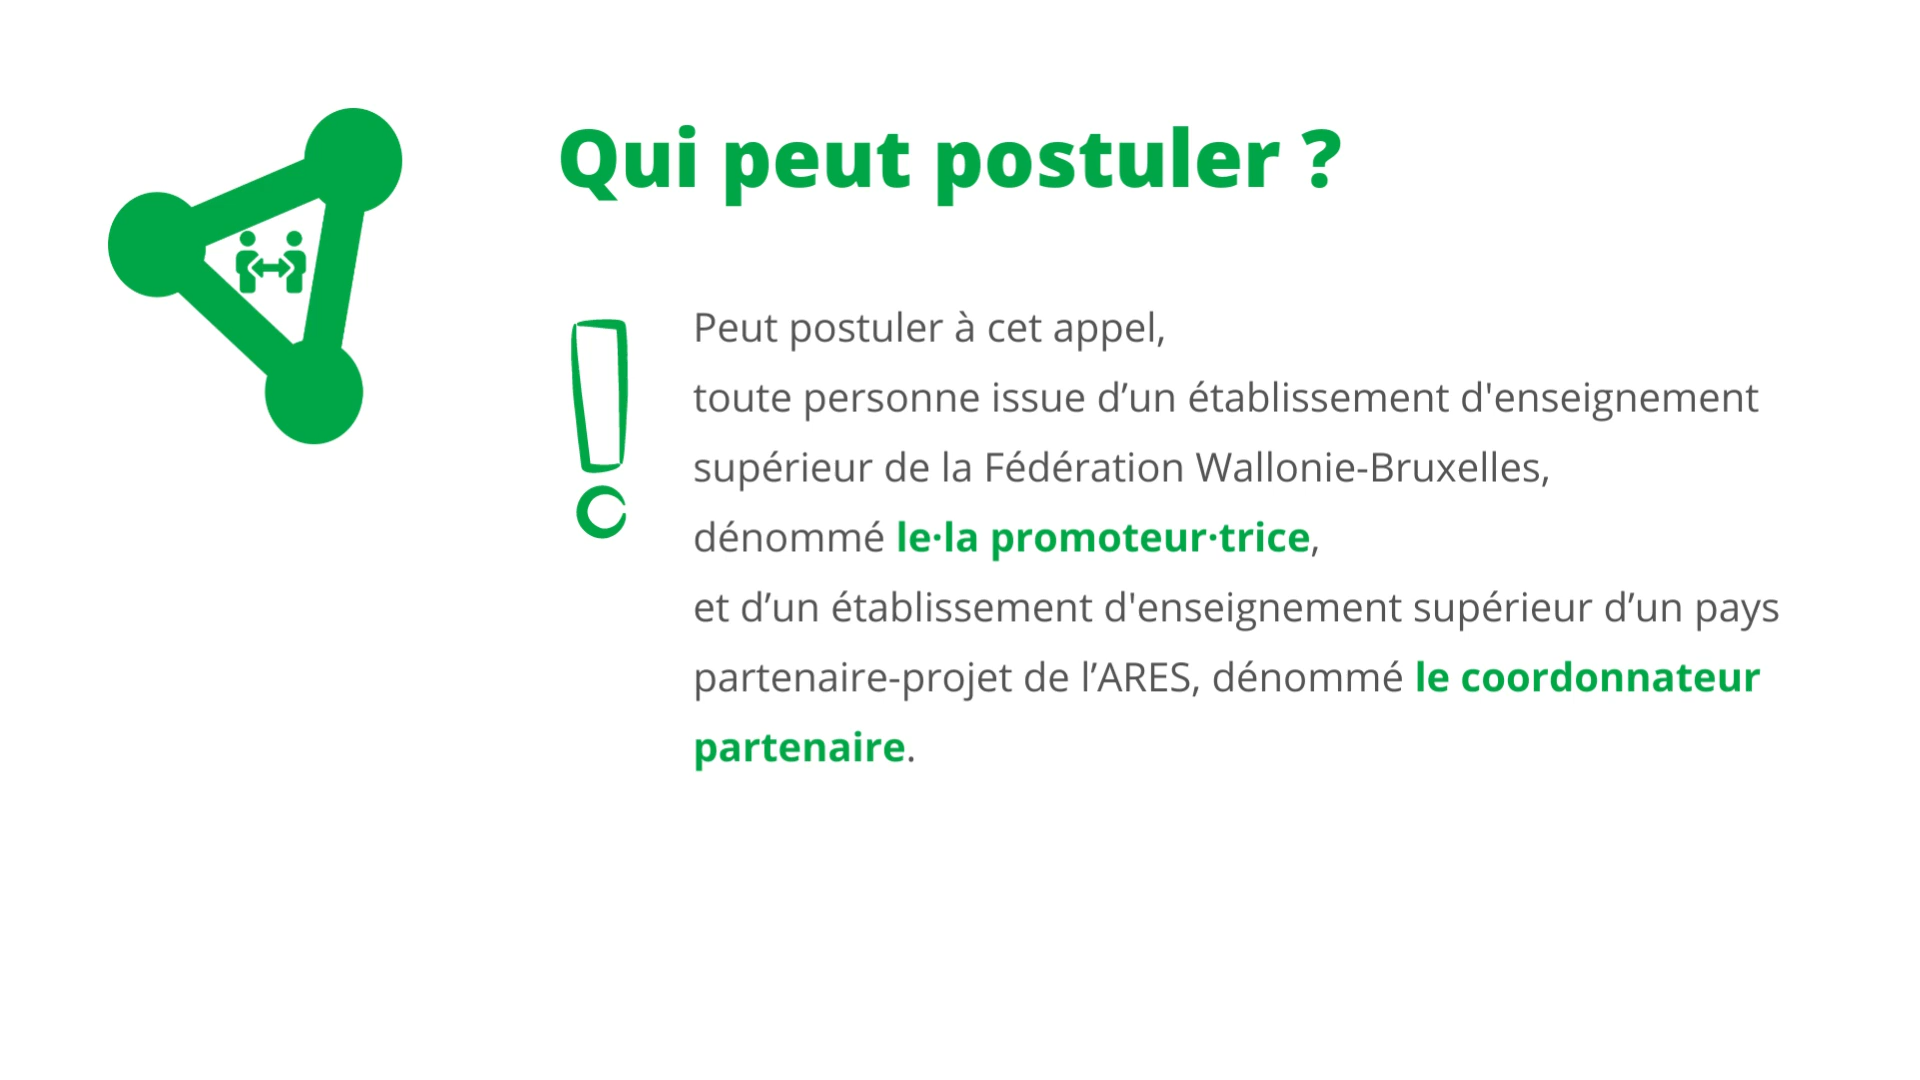 Qui peut postuler ?
Peut postuler à cet appel,
toute personne issue d’un établissement d'enseignement
supérieur de la Fédération Wallonie-Bruxelles,
dénommé le·la promoteur·trice,
et d’un établissement d'enseignement supérieur d’un pays
partenaire-projet de l’ARES, dénommé le coordonnateur
partenaire.